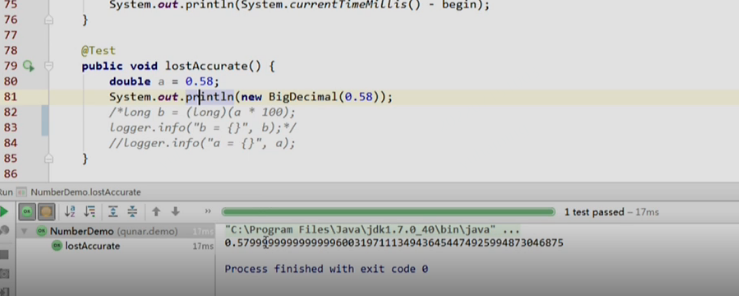 75 System.out.println(System.currentTimeMillis() - begin);
76 }
77
78 @Test
79 public void lostAccurate() {
80 double a = 0.58;
81 System.out.println(new BigDecimal(0.58));
82 /*long b = (long)(a * 100);
83 logger.info("b = {}", b);*/
84 //logger.info("a = {}", a);
85 }
86
Run NumberDemo.lostAccurate
1 test passed – 17ms
NumberDemo (qunar.demo) 17ms
lostAccurate 17ms
"C:\Program Files\Java\jdk1.7.0_40\bin\java" ...
0.57999999999999996003197111349436454474925994873046875
Process finished with exit code 0